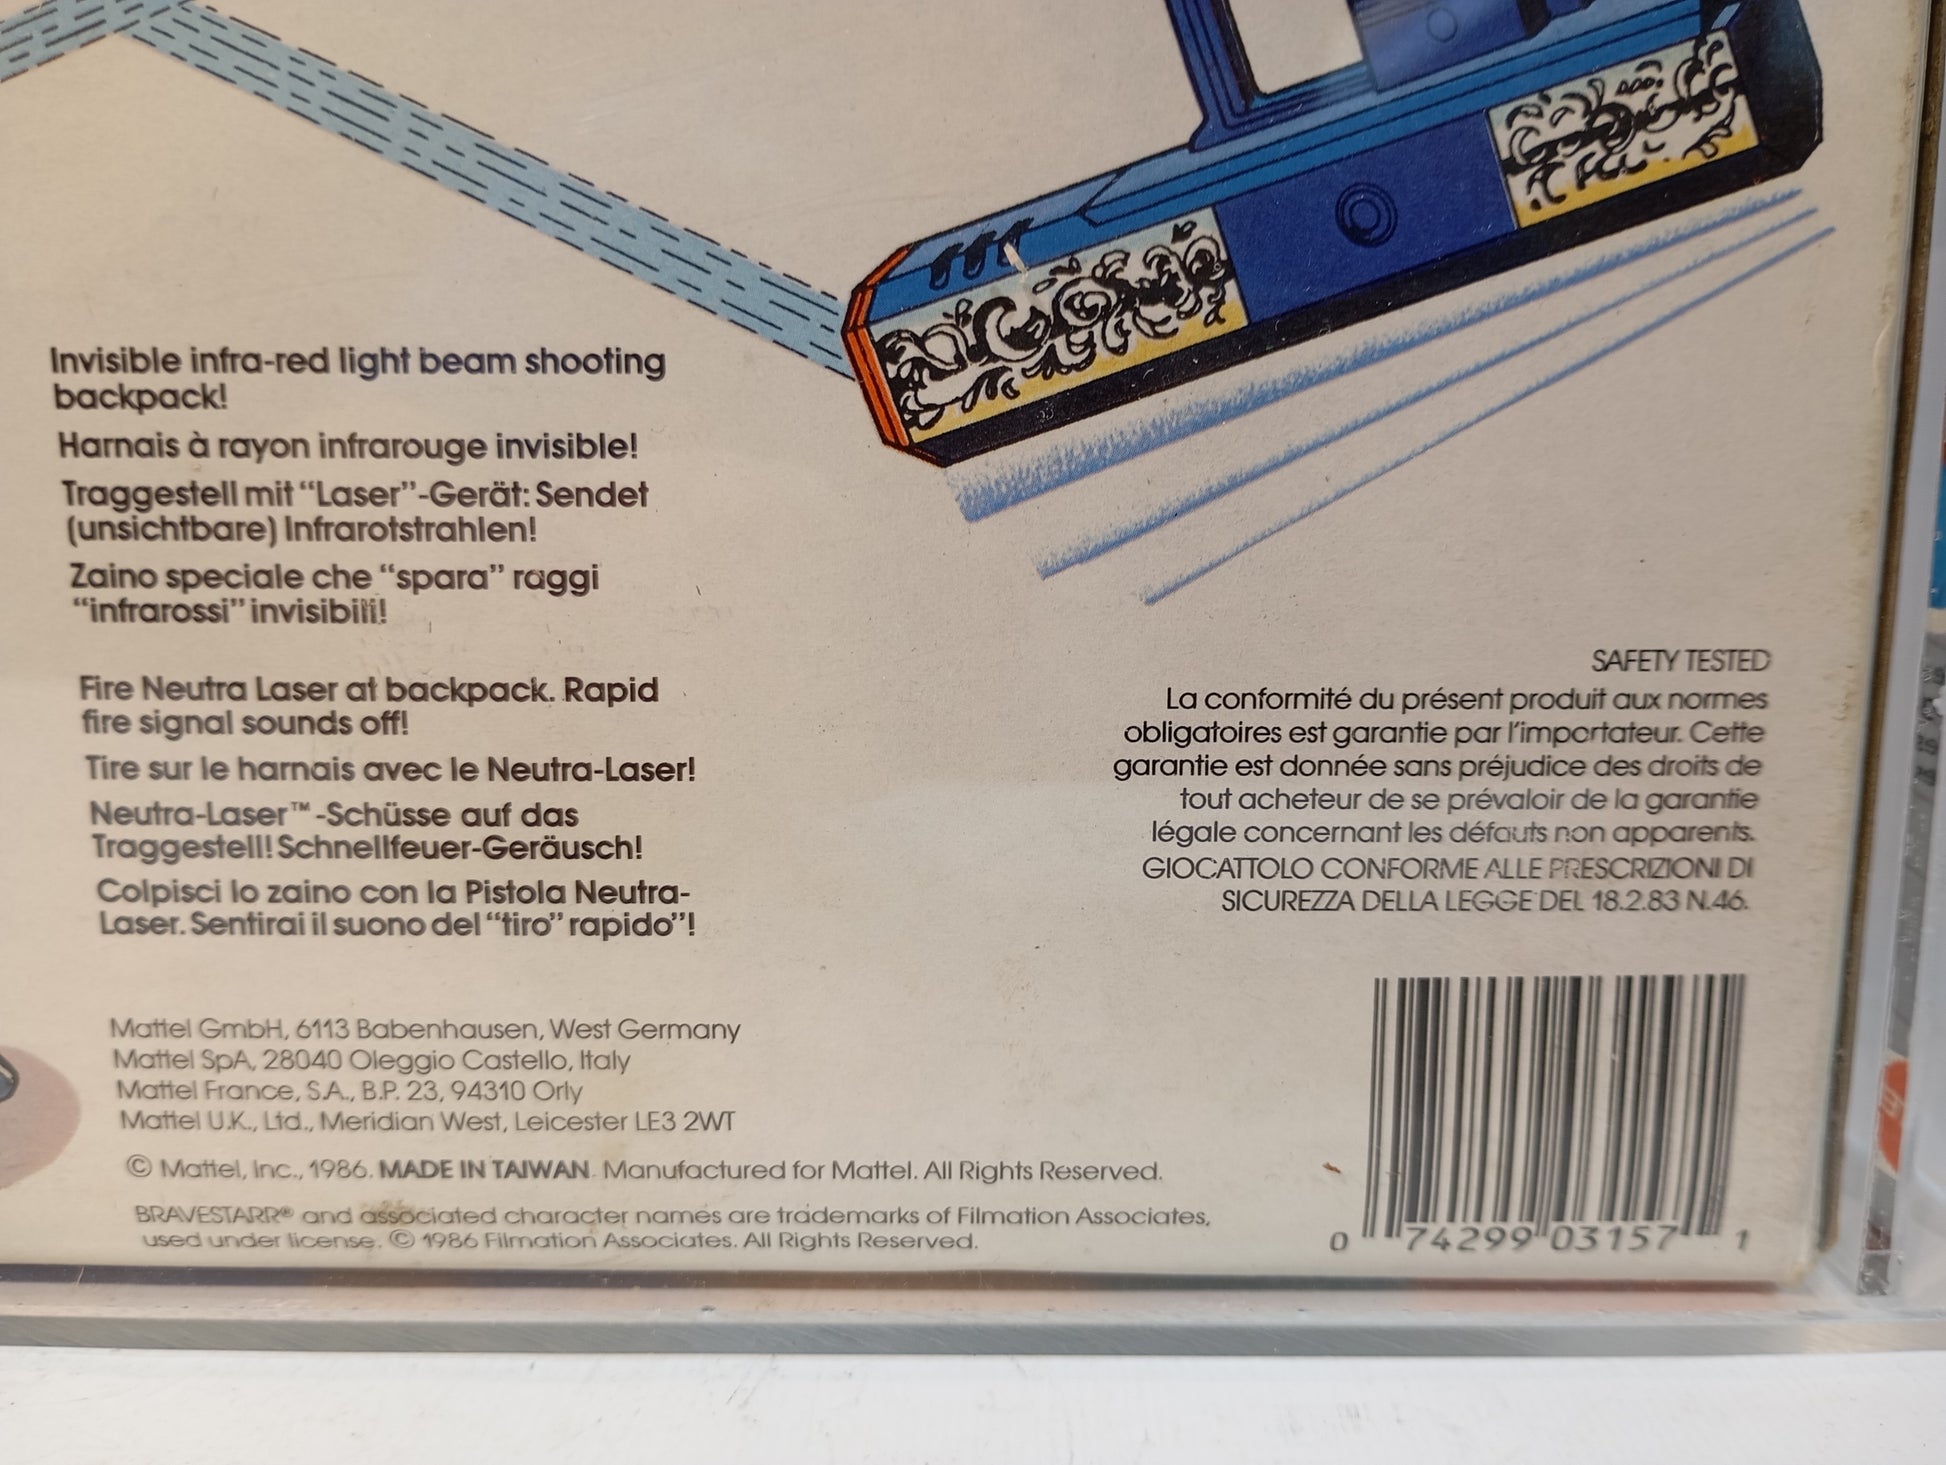 Invisible infra-red light beam shooting
backpack!
Harnais à rayon infrarouge invisible!
Traggestell mit “Laser”-Gerät: Sendet
(unsichtbare) Infrarotstrahlen!
Zaino speciale che “spara” raggi
“infrarossi” invisibili!
Fire Neutra Laser at backpack. Rapid
fire signal sounds off!
Tire sur le harnais avec le Neutra-Laser!
Neutra-Laser™-Schüsse auf das
Traggestell! Schnellfeuer-Geräusch!
Colpisci lo zaino con la Pistola Neutra-
Laser. Sentirai il suono del “tiro” rapido”!
SAFETY TESTED
La conformité du présent produit aux normes
obligatoires est garantie par l’importateur. Cette
garantie est donnée sans préjudice des droits de
tout acheteur de se prévaloir de la garantie
légale concernant les défauts non apparents.
GIOCATTOLO CONFORME ALLE PRESCRIZIONI DI
SICUREZZA DELLA LEGGE DEL 18.2.83 N.46.
Mattel GmbH, 6113 Babenhausen, West Germany
Mattel SpA, 28040 Oleggio Castello, Italy
Mattel France, S.A., B.P. 23, 94310 Orly
Mattel U.K., Ltd., Meridian West, Leicester LE3 2WT
© Mattel, Inc., 1986. MADE IN TAIWAN. Manufactured for Mattel. All Rights Reserved.
BRAVESTARR® and associated character names are trademarks of Filmation Associates,
used under license. © 1986 Filmation Associates. All Rights Reserved.
0 74299 03157 1